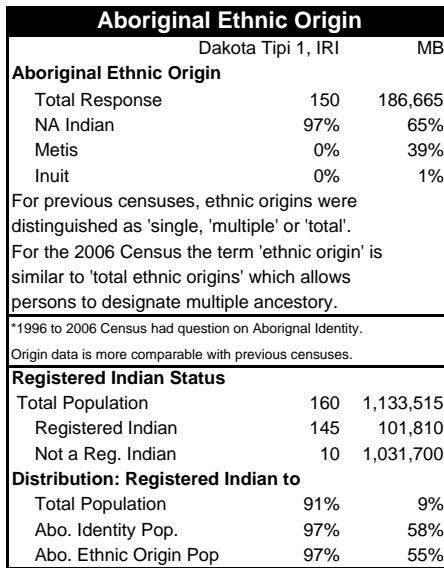 Aboriginal Ethnic Origin
Dakota Tipi 1, IRI MB
Aboriginal Ethnic Origin
Total Response 150 186,665
NA Indian 97% 65%
Metis 0% 39%
Inuit 0% 1%
For previous censuses, ethnic origins were
distinguished as 'single, 'multiple' or 'total'.
For the 2006 Census the term 'ethnic origin' is
similar to 'total ethnic origins' which allows
persons to designate multiple ancestory.
*1996 to 2006 Census had question on Aborignal Identity.
Origin data is more comparable with previous censuses.
Registered Indian Status
Total Population 160 1,133,515
Registered Indian 145 101,810
Not a Reg. Indian 10 1,031,700
Distribution: Registered Indian to
Total Population 91% 9%
Abo. Identity Pop. 97% 58%
Abo. Ethnic Origin Pop 97% 55%